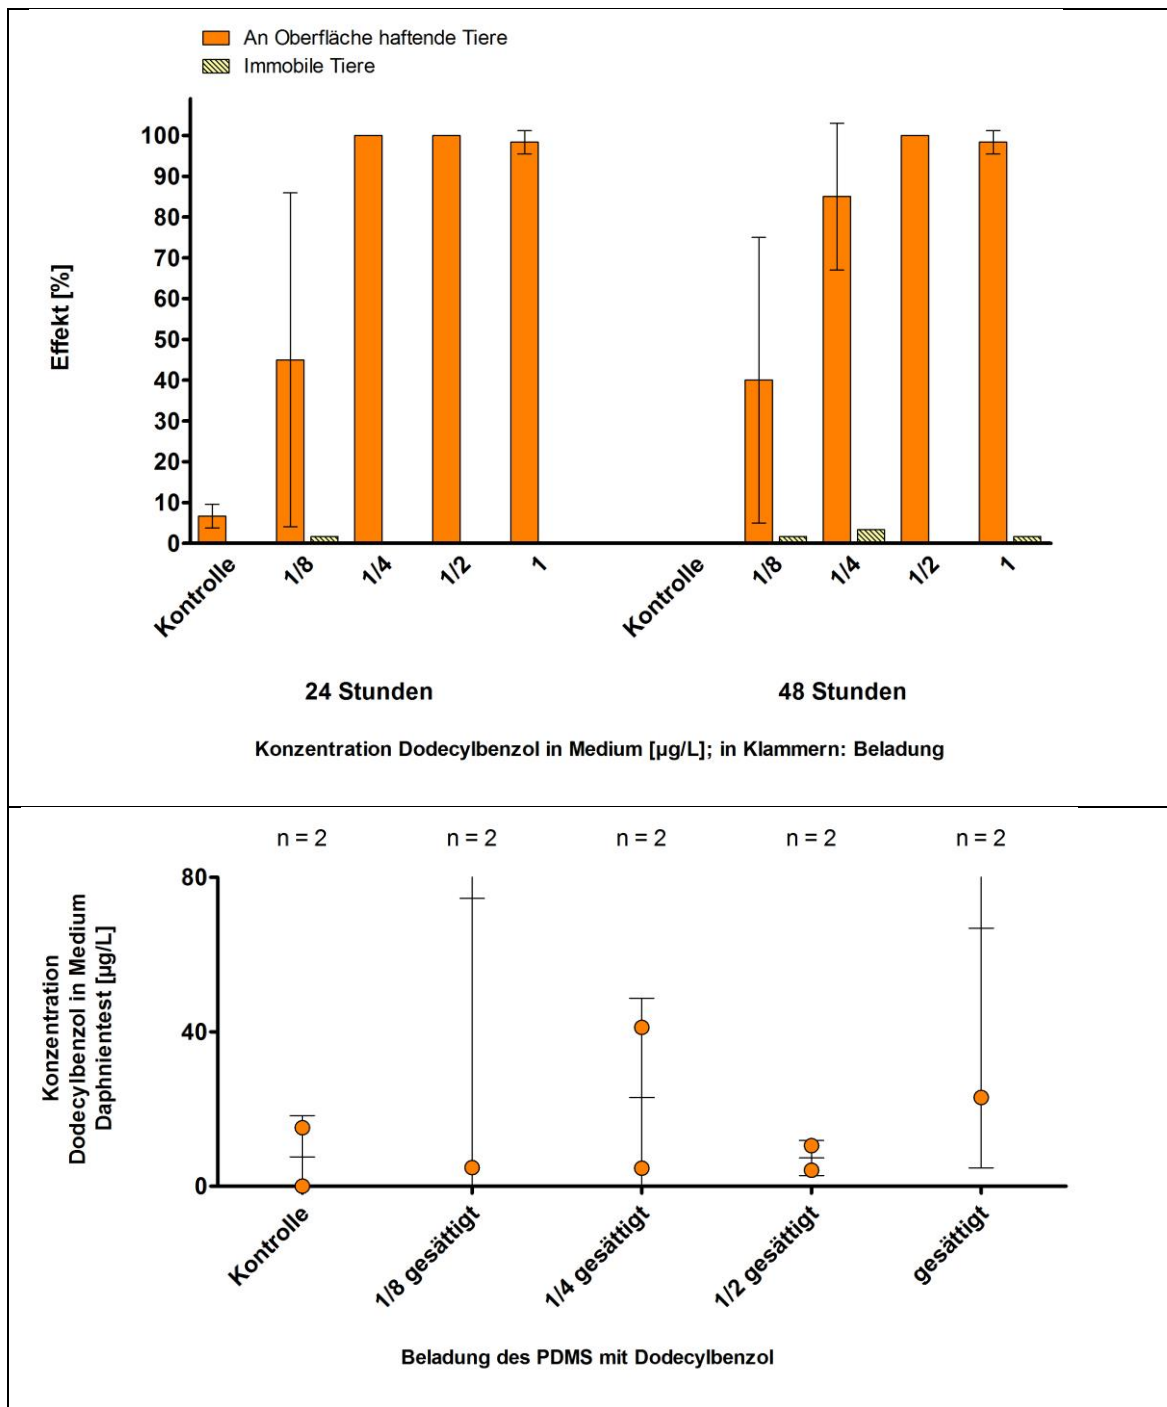 An Oberfläche haftende Tiere
Immobile Tiere
Effekt [%]
100
90
80
70
60
50
40
30
20
10
0
Kontrolle 1/8 1/4 1/2 1 Kontrolle 1/8 1/4 1/2 1
24 Stunden 48 Stunden
Konzentration Dodecylbenzol in Medium [µg/L]; in Klammern: Beladung
n = 2 n = 2 n = 2 n = 2 n = 2
Konzentration
Dodecylbenzol in Medium
Daphnientest [µg/L]
80
40
0
Kontrolle 1/8 gesättigt 1/4 gesättigt 1/2 gesättigt gesättigt
Beladung des PDMS mit Dodecylbenzol